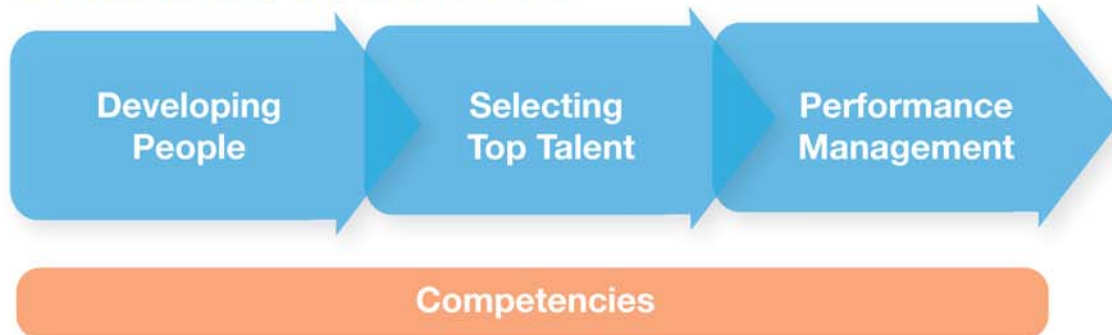 Developing
People
Selecting
Top Talent
Performance
Management
Competencies